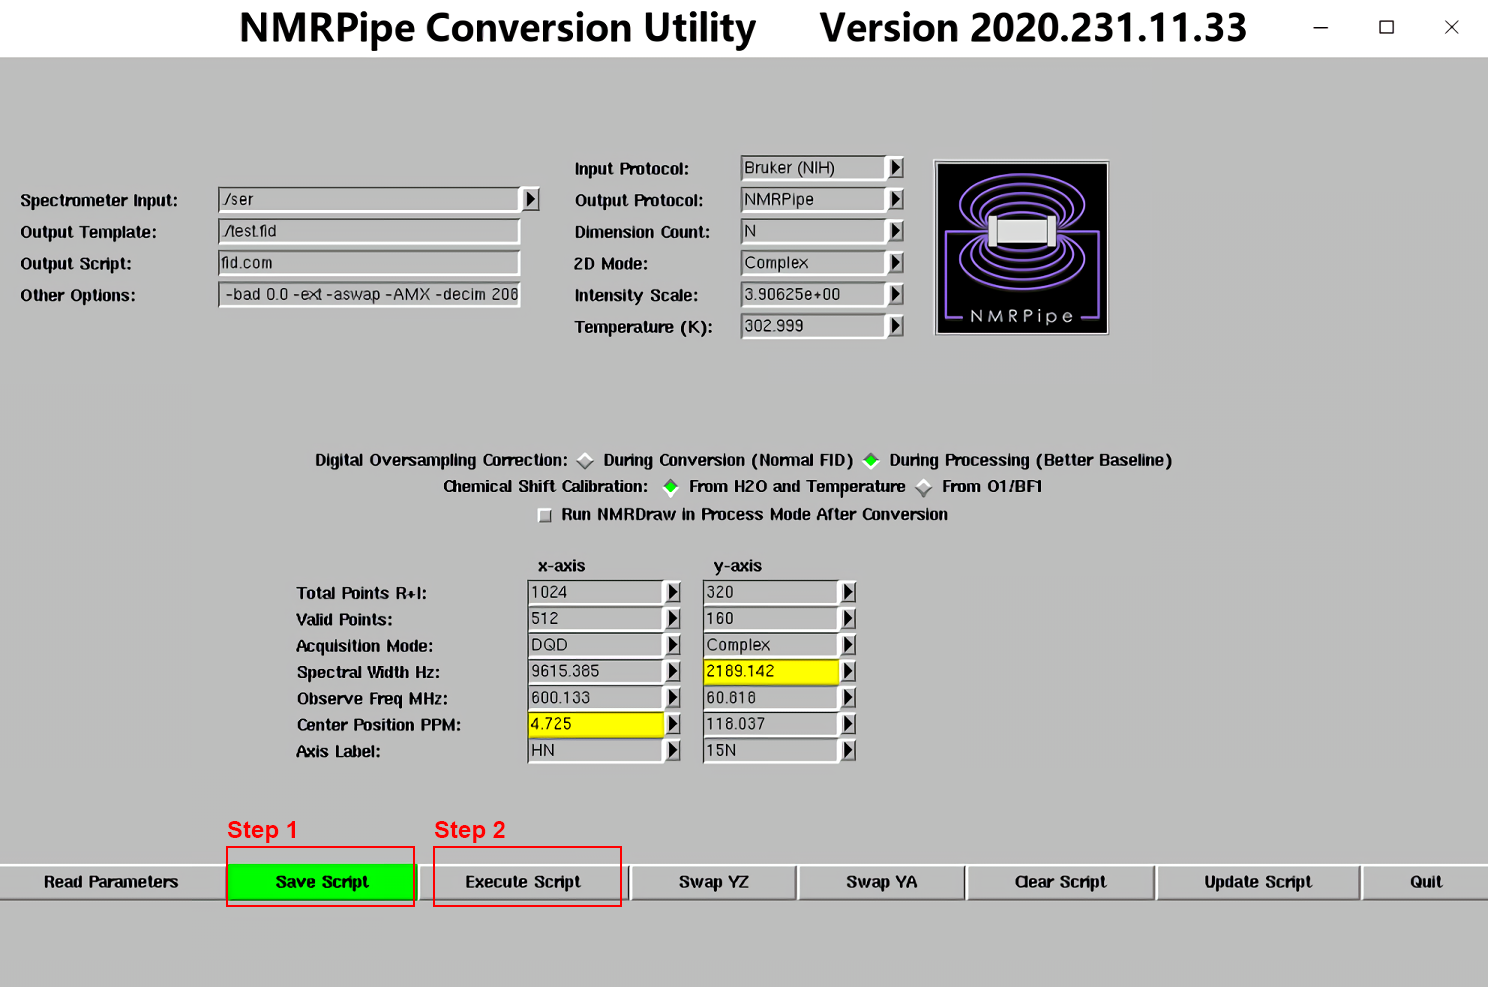 NMRPipe Conversion Utility Version 2020.231.11.33
Input Protocol: Bruker (NIH)
Spectrometer Input: ./ser
Output Protocol: NMRPipe
Output Template: ./test.fid
Dimension Count: N
Output Script: fid.com
2D Mode: Complex
Other Options: -bad 0.0 -ext -aswap -AMX -decim 208
Intensity Scale: 3.90625e+00
Temperature (K): 302.999
NMRPipe
Digital Oversampling Correction: During Conversion (Normal FID) During Processing (Better Baseline)
Chemical Shift Calibration: From H2O and Temperature From O1/BF1
Run NMRDraw in Process Mode After Conversion
x-axis y-axis
Total Points R+I: 1024 320
Valid Points: 512 160
Acquisition Mode: DQD Complex
Spectral Width Hz: 9615.385 2189.142
Observe Freq MHz: 600.133 60.818
Center Position PPM: 4.725 118.037
Axis Label: HN 15N
Step 1 Step 2
Read Parameters Save Script Execute Script Swap YZ Swap YA Clear Script Update Script Quit